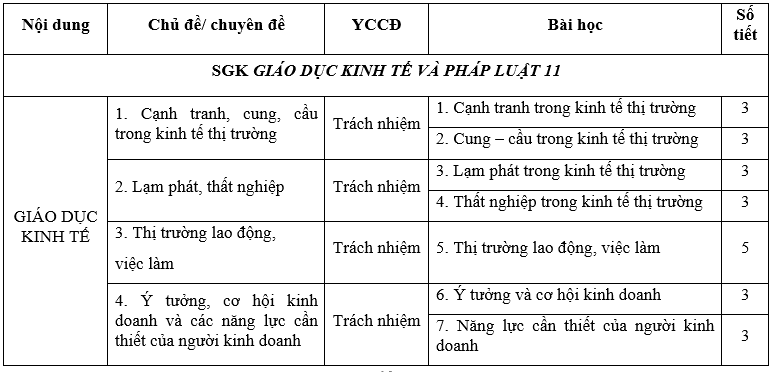 Nội dung
Chủ đề/ chuyên đề
YCCĐ
Bài học
Số
tiết
SGK GIÁO DỤC KINH TẾ VÀ PHÁP LUẬT 11
GIÁO DỤC
KINH TẾ
1. Cạnh tranh, cung, cầu
trong kinh tế thị trường
Trách nhiệm
1. Cạnh tranh trong kinh tế thị trường
3
2. Cung – cầu trong kinh tế thị trường
3
2. Lạm phát, thất nghiệp
Trách nhiệm
3. Lạm phát trong kinh tế thị trường
3
4. Thất nghiệp trong kinh tế thị trường
3
3. Thị trường lao động,
việc làm
Trách nhiệm
5. Thị trường lao động, việc làm
5
4. Ý tưởng, cơ hội kinh
doanh và các năng lực cần
thiết của người kinh doanh
Trách nhiệm
6. Ý tưởng và cơ hội kinh doanh
3
7. Năng lực cần thiết của người kinh
doanh
3